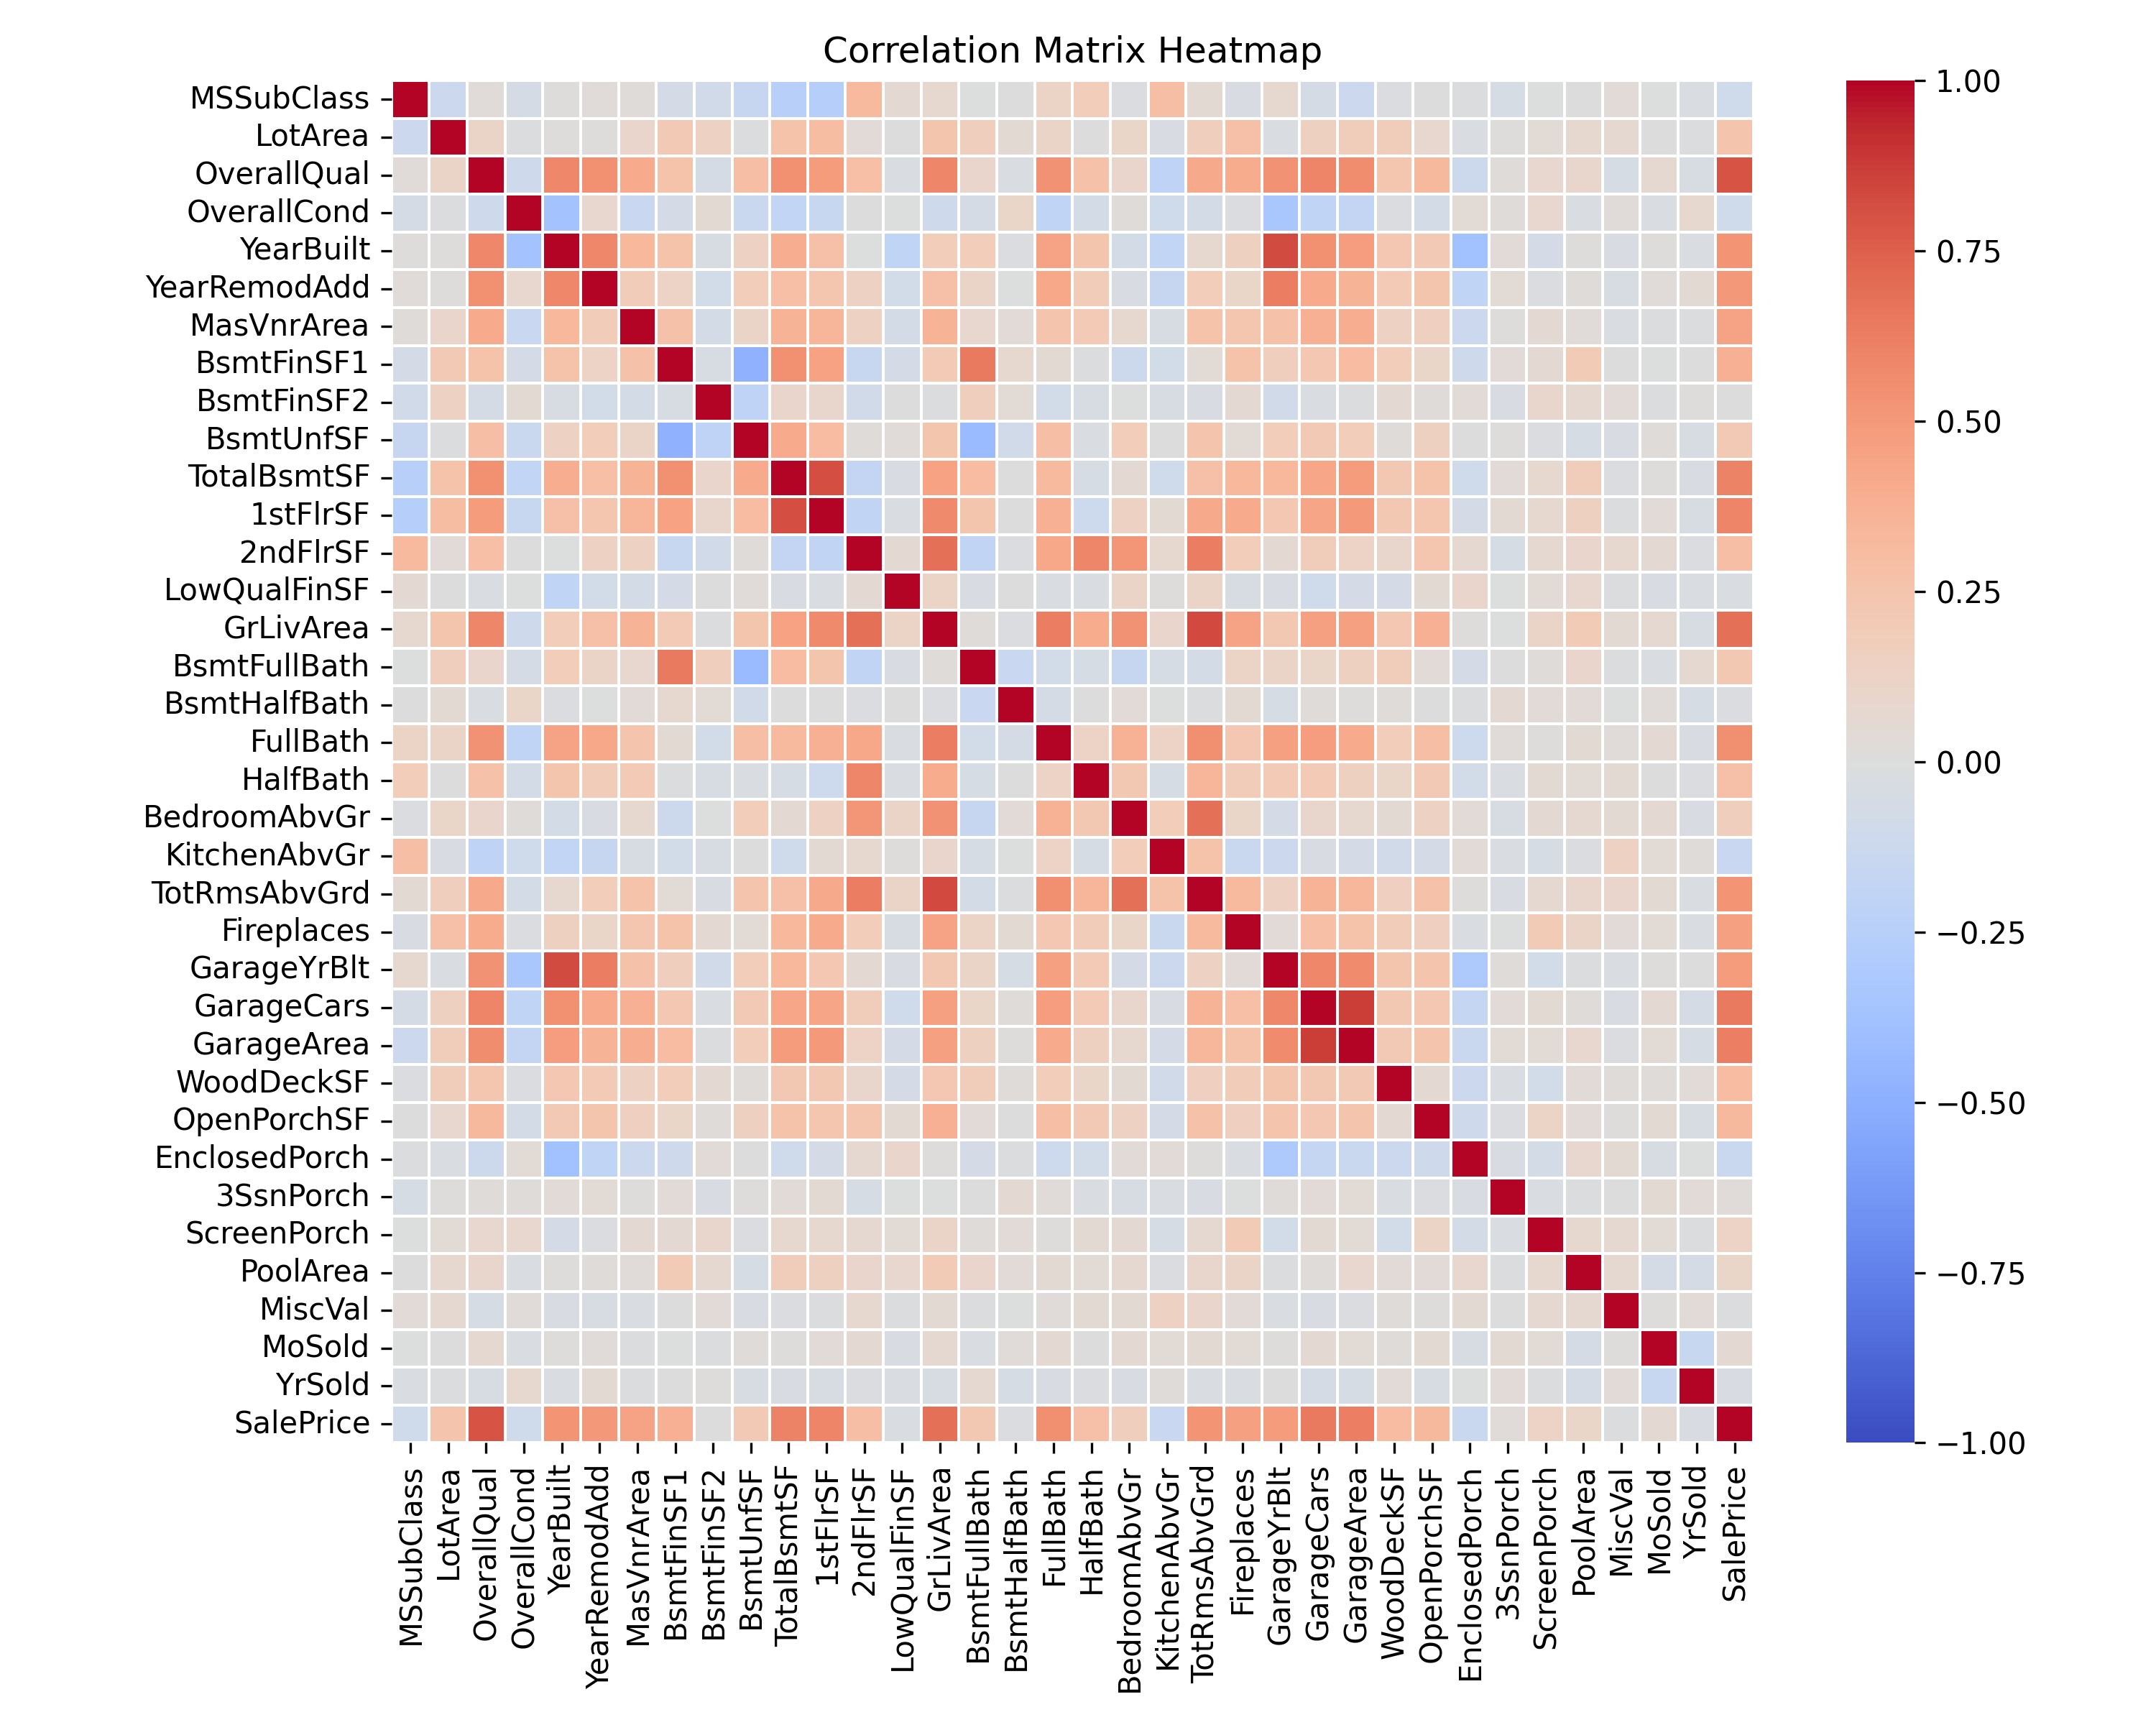 Correlation Matrix Heatmap
MSSubClass
LotArea
OverallQual
OverallCond
YearBuilt
YearRemodAdd
MasVnrArea
BsmtFinSF1
BsmtFinSF2
BsmtUnfSF
TotalBsmtSF
1stFlrSF
2ndFlrSF
LowQualFinSF
GrLivArea
BsmtFullBath
BsmtHalfBath
FullBath
HalfBath
BedroomAbvGr
KitchenAbvGr
TotRmsAbvGrd
Fireplaces
GarageYrBlt
GarageCars
GarageArea
WoodDeckSF
OpenPorchSF
EnclosedPorch
3SsnPorch
ScreenPorch
PoolArea
MiscVal
MoSold
YrSold
SalePrice
MSSubClass
LotArea
OverallQual
OverallCond
YearBuilt
YearRemodAdd
MasVnrArea
BsmtFinSF1
BsmtFinSF2
BsmtUnfSF
TotalBsmtSF
1stFlrSF
2ndFlrSF
LowQualFinSF
GrLivArea
BsmtFullBath
BsmtHalfBath
FullBath
HalfBath
BedroomAbvGr
KitchenAbvGr
TotRmsAbvGrd
Fireplaces
GarageYrBlt
GarageCars
GarageArea
WoodDeckSF
OpenPorchSF
EnclosedPorch
3SsnPorch
ScreenPorch
PoolArea
MiscVal
MoSold
YrSold
SalePrice
1.00
0.75
0.50
0.25
0.00
−0.25
−0.50
−0.75
−1.00